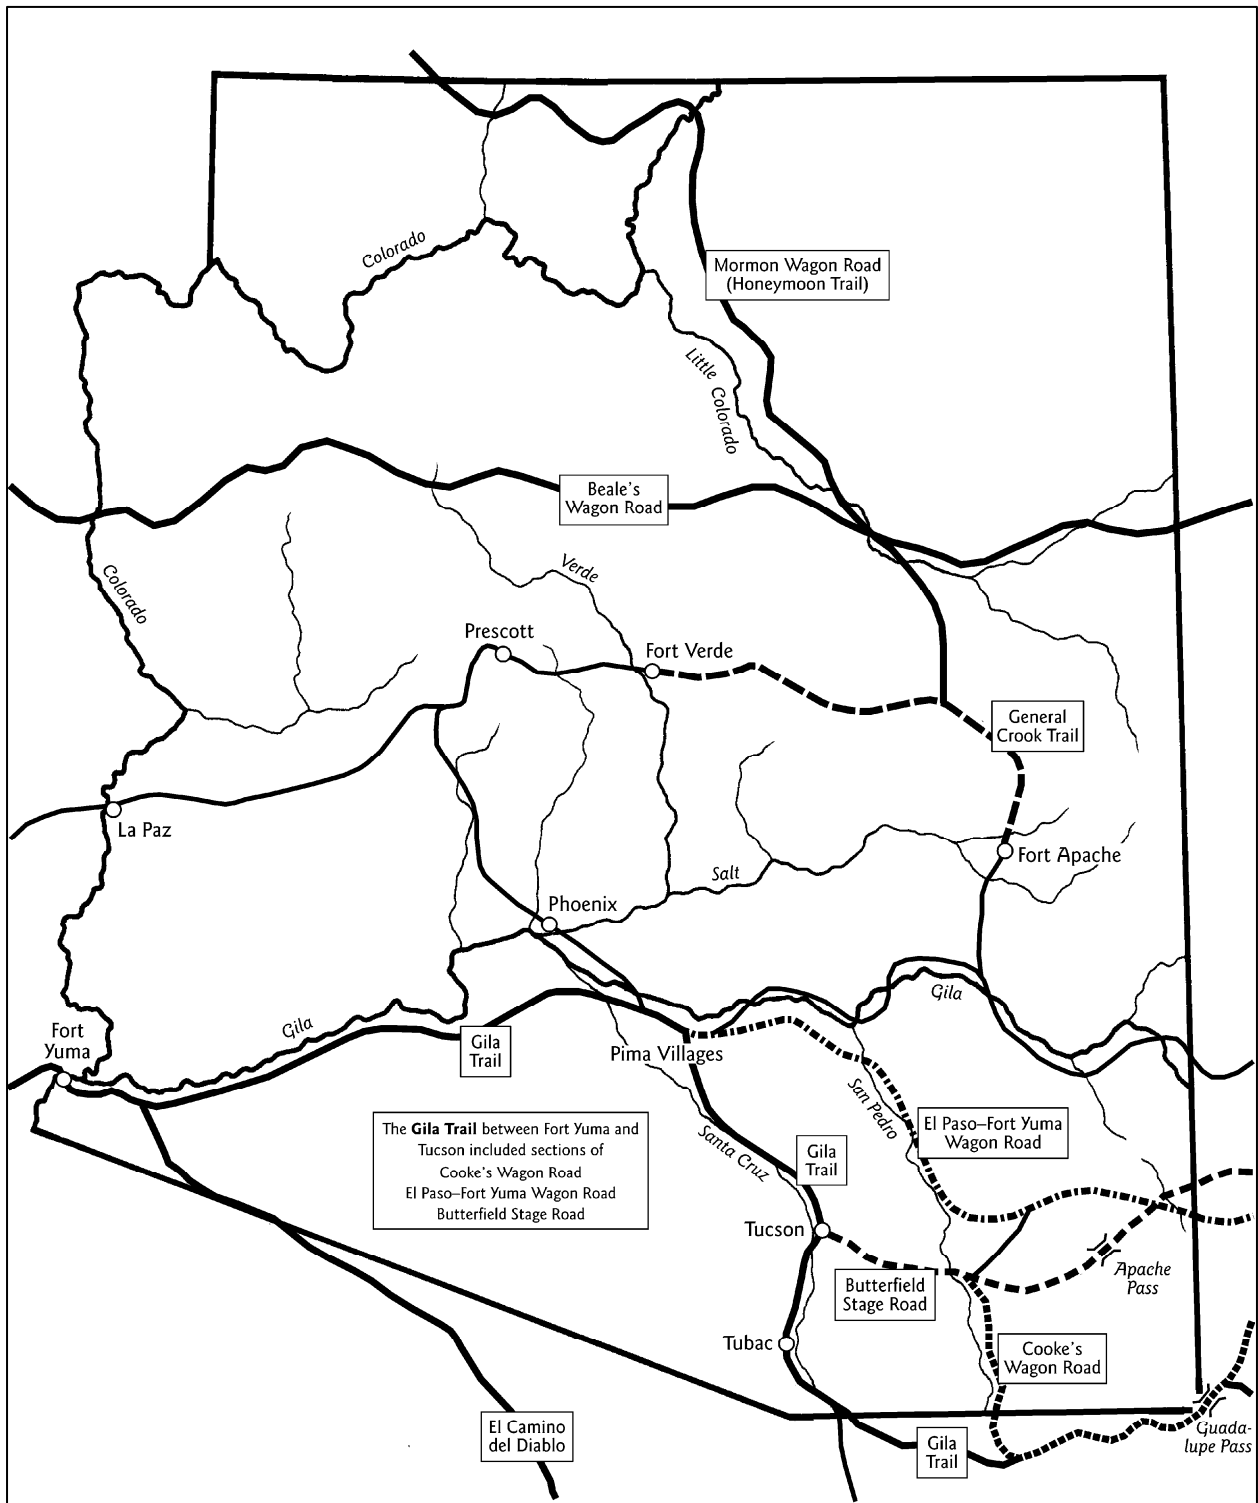 Colorado
Mormon Wagon Road
(Honeymoon Trail)
Little Colorado
Beale's
Wagon Road
Colorado
Verde
Prescott
Fort Verde
General
Crook Trail
La Paz
Fort Apache
Salt
Phoenix
Gila
Gila
Fort
Yuma
Gila
Trail
Pima Villages
San Pedro
El Paso–Fort Yuma
Wagon Road
The Gila Trail between Fort Yuma and
Tucson included sections of
Cooke's Wagon Road
El Paso–Fort Yuma Wagon Road
Butterfield Stage Road
Santa Cruz
Gila
Trail
Tucson
Apache
Pass
Butterfield
Stage Road
Tubac
Cooke's
Wagon Road
El Camino
del Diablo
Gila
Trail
Guada-
lupe Pass